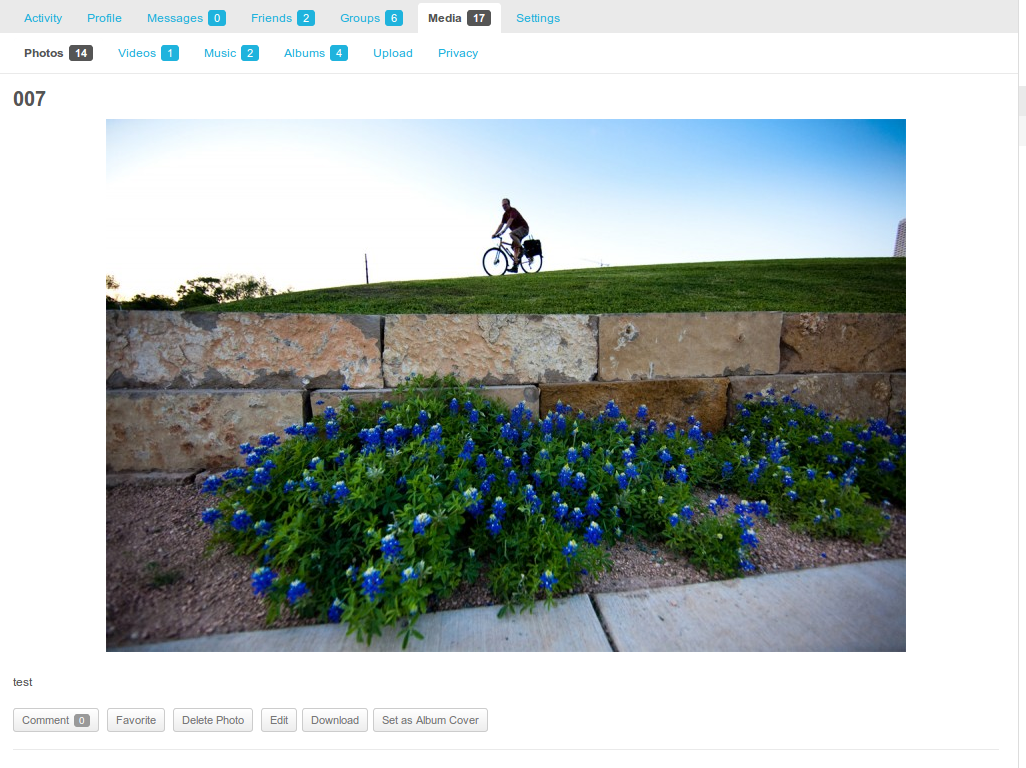 Activity Profile Messages 0 Friends 2 Groups 6 Media 17 Settings
Photos 14 Videos 1 Music 2 Albums 4 Upload Privacy
007
test
Comment 0 Favorite Delete Photo Edit Download Set as Album Cover